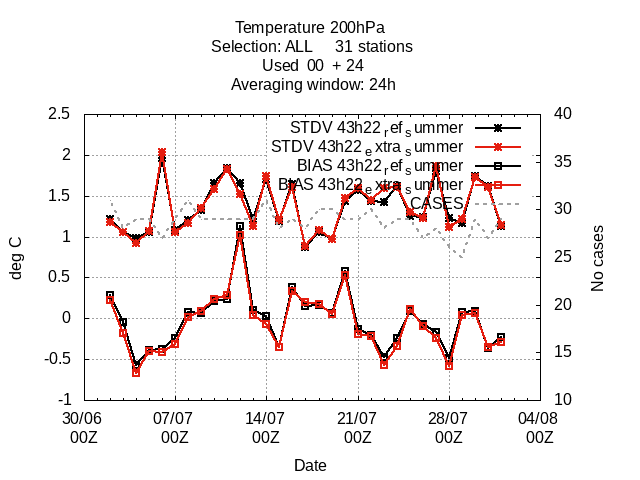 Temperature 200hPa
Selection: ALL 31 stations
Used 00 + 24
Averaging window: 24h
STDV 43h22_ref_summer
STDV 43h22_extra_summer
BIAS 43h22_ref_summer
BIAS 43h22_extra_summer
CASES
deg C
2.5
2
1.5
1
0.5
0
-0.5
-1
No cases
40
35
30
25
20
15
10
30/06 07/07 14/07 21/07 28/07 04/08
00Z 00Z 00Z 00Z 00Z 00Z
Date